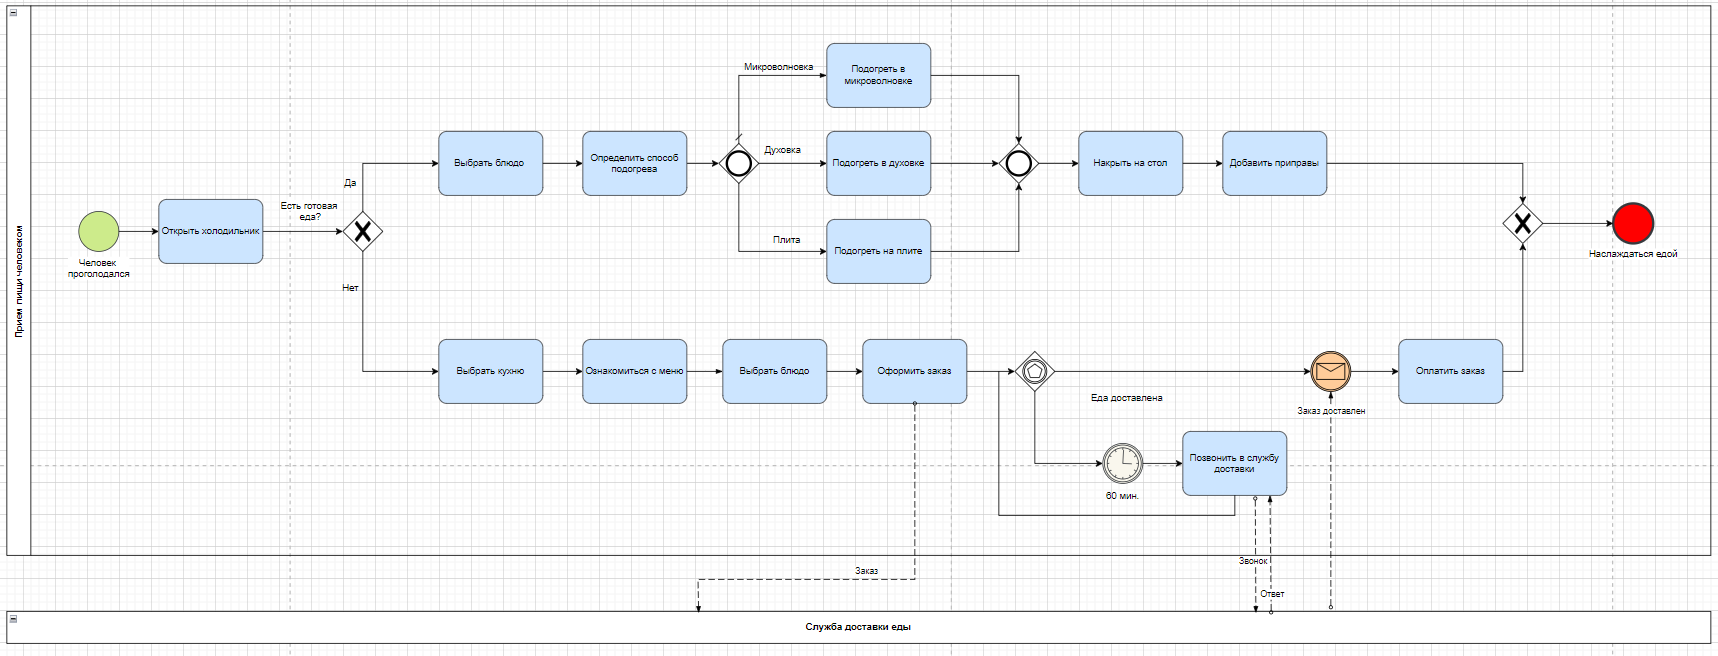 Прием пищи человеком
Человек
проголодался
Открыть холодильник
Есть готовая
еда?
Да
Нет
Выбрать блюдо
Определить способ
подогрева
Микроволновка
Духовка
Плита
Подогреть в
микроволновке
Подогреть в духовке
Подогреть на плите
Накрыть на стол
Добавить приправы
Наслаждаться едой
Выбрать кухню
Ознакомиться с меню
Выбрать блюдо
Оформить заказ
Еда доставлена
Заказ доставлен
Оплатить заказ
60 мин.
Позвонить в службу
доставки
Заказ
Звонок
Ответ
Служба доставки еды